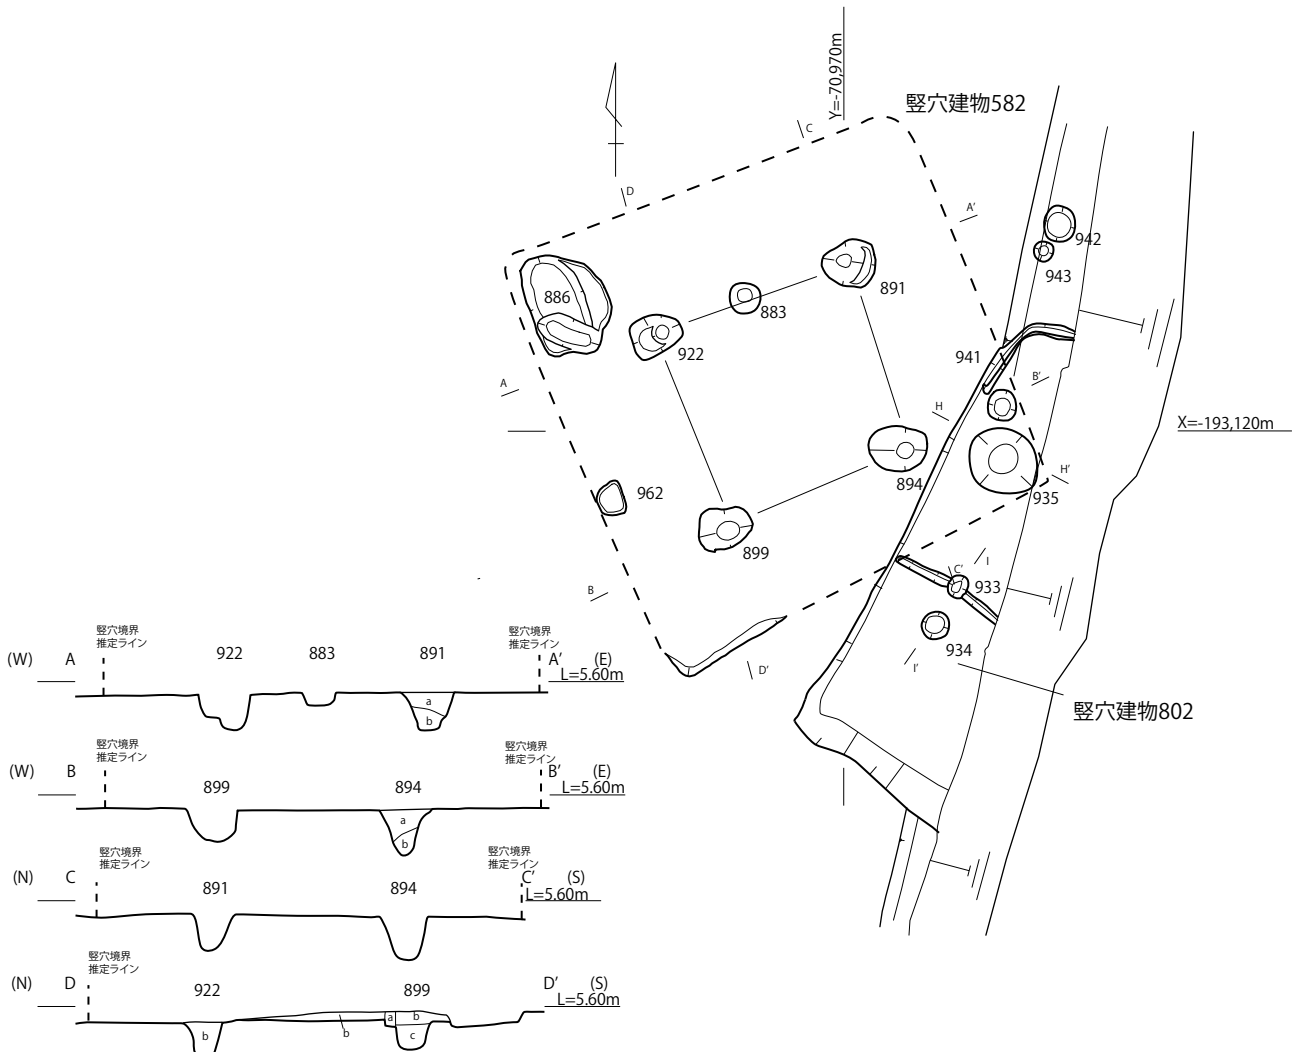 Y=-70,970m
竪穴建物582
C
D
A'
942
943
891
886
883
922
941
A
B'
H
X=-193,120m
894
H'
935
962
899
I
C'
933
B
934
I'
D'
竪穴建物802
竪穴境界
推定ライン
竪穴境界
推定ライン
(W) A 922 883 891 A' (E)
L=5.60m
a
b
竪穴境界
推定ライン
竪穴境界
推定ライン
(W) B 899 894 B' (E)
L=5.60m
a
b
竪穴境界
推定ライン
竪穴境界
推定ライン
(N) C 891 894 C' (S)
L=5.60m
竪穴境界
推定ライン
(N) D 922 899 D' (S)
L=5.60m
a b
b b c